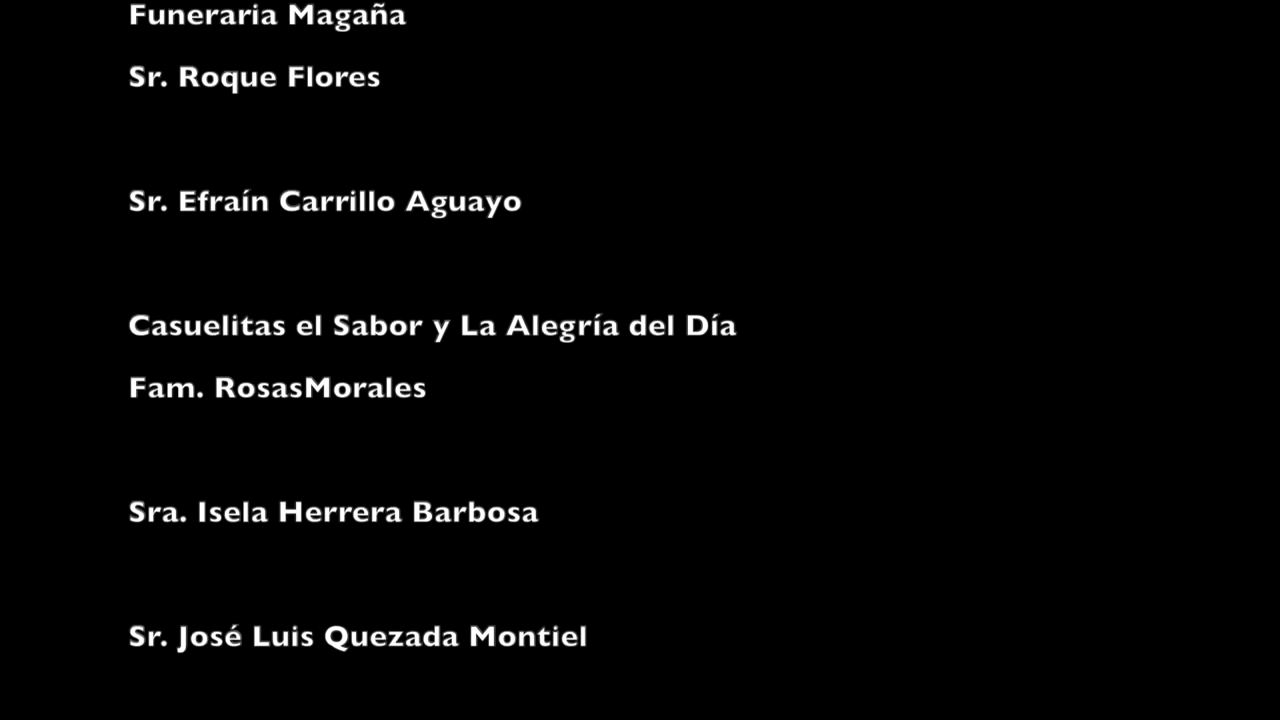 Funeraria Magaña
Sr. Roque Flores
Sr. Efraín Carrillo Aguayo
Casuelitas el Sabor y La Alegría del Día
Fam. RosasMorales
Sra. Isela Herrera Barbosa
Sr. José Luis Quezada Montiel